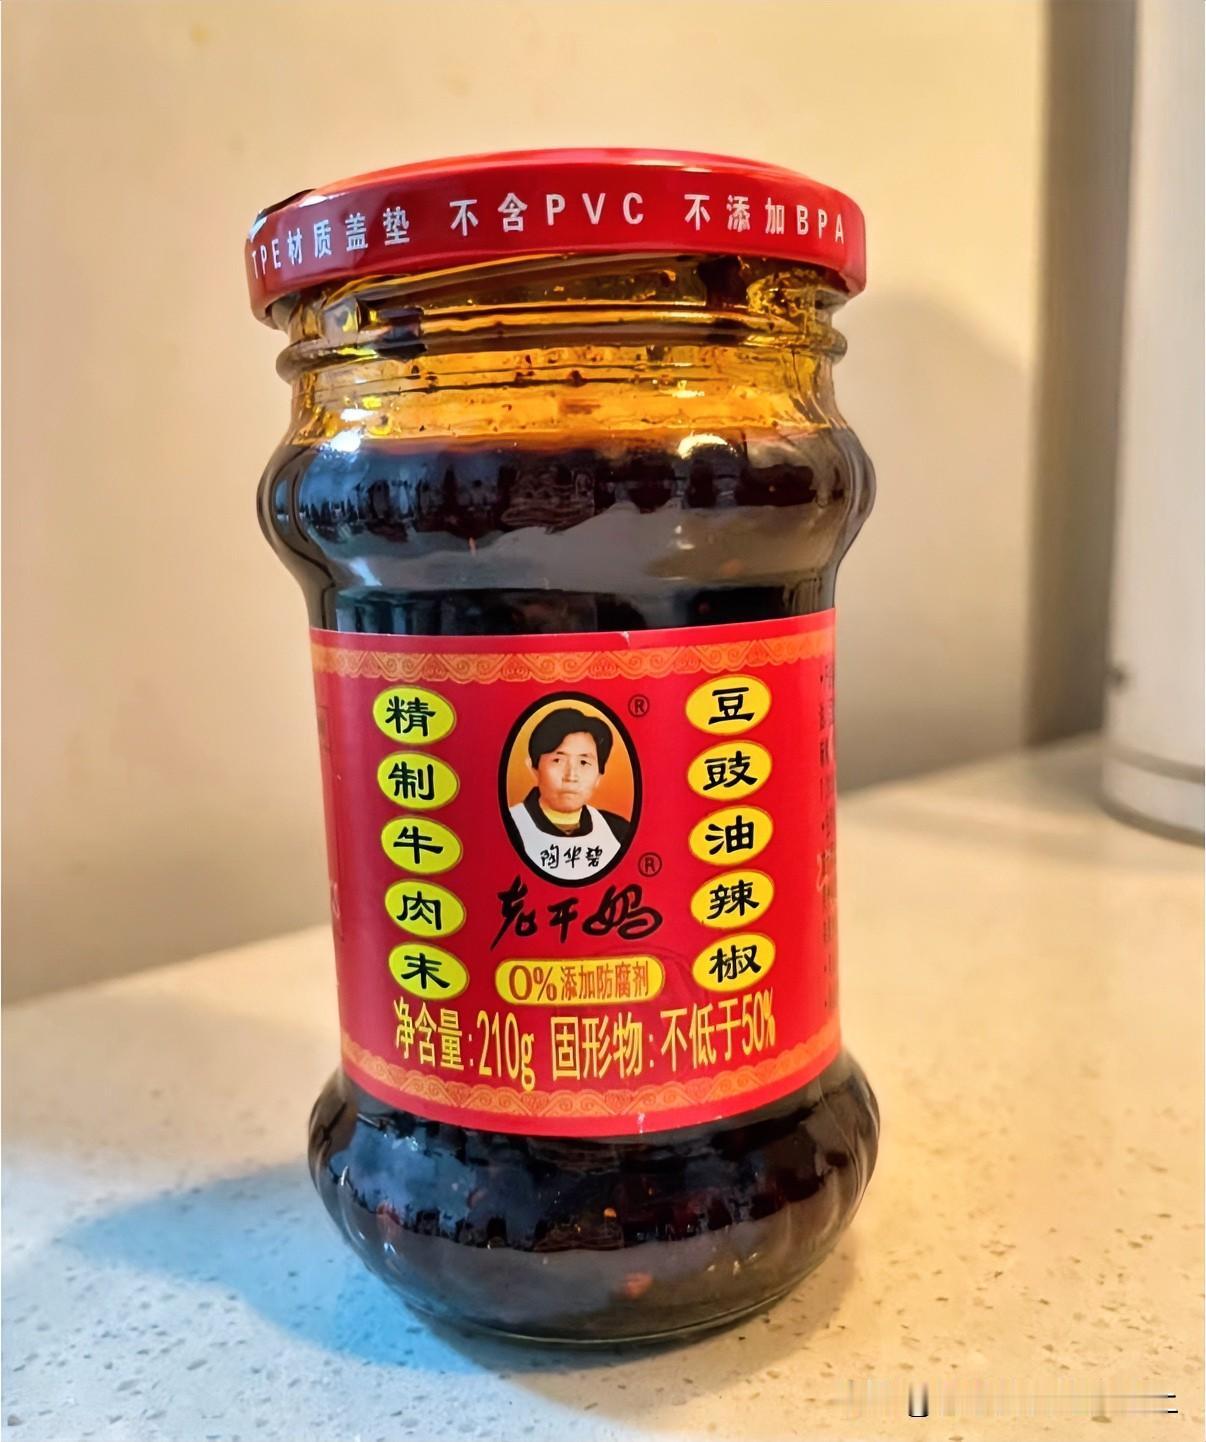 TPE材质盖垫 不含PVC 不添加BPA
精制牛肉末
豆豉油辣椒
®
陶华碧
®
老干妈
0%添加防腐剂
净含量:210g 固形物:不低于50%